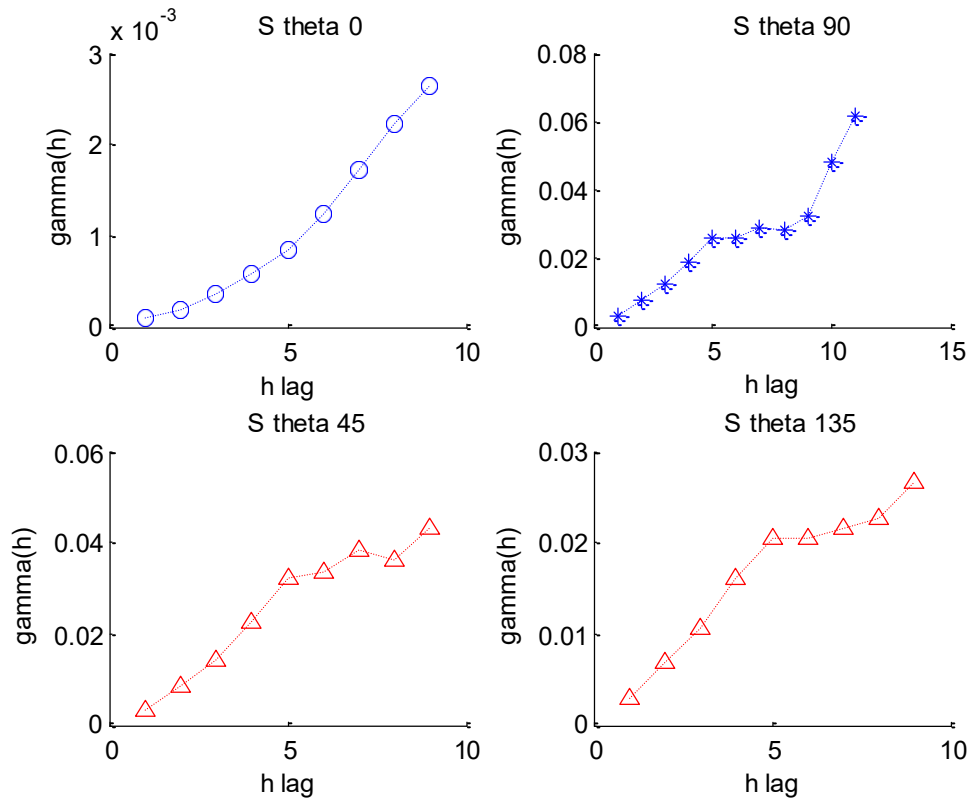 x 10^-3
S theta 0
3
2
1
0
gamma(h)
0
5
10
h lag
S theta 90
0.08
0.06
0.04
0.02
0
gamma(h)
0
5
10
15
h lag
S theta 45
0.06
0.04
0.02
0
gamma(h)
0
5
10
h lag
S theta 135
0.03
0.02
0.01
0
gamma(h)
0
5
10
h lag